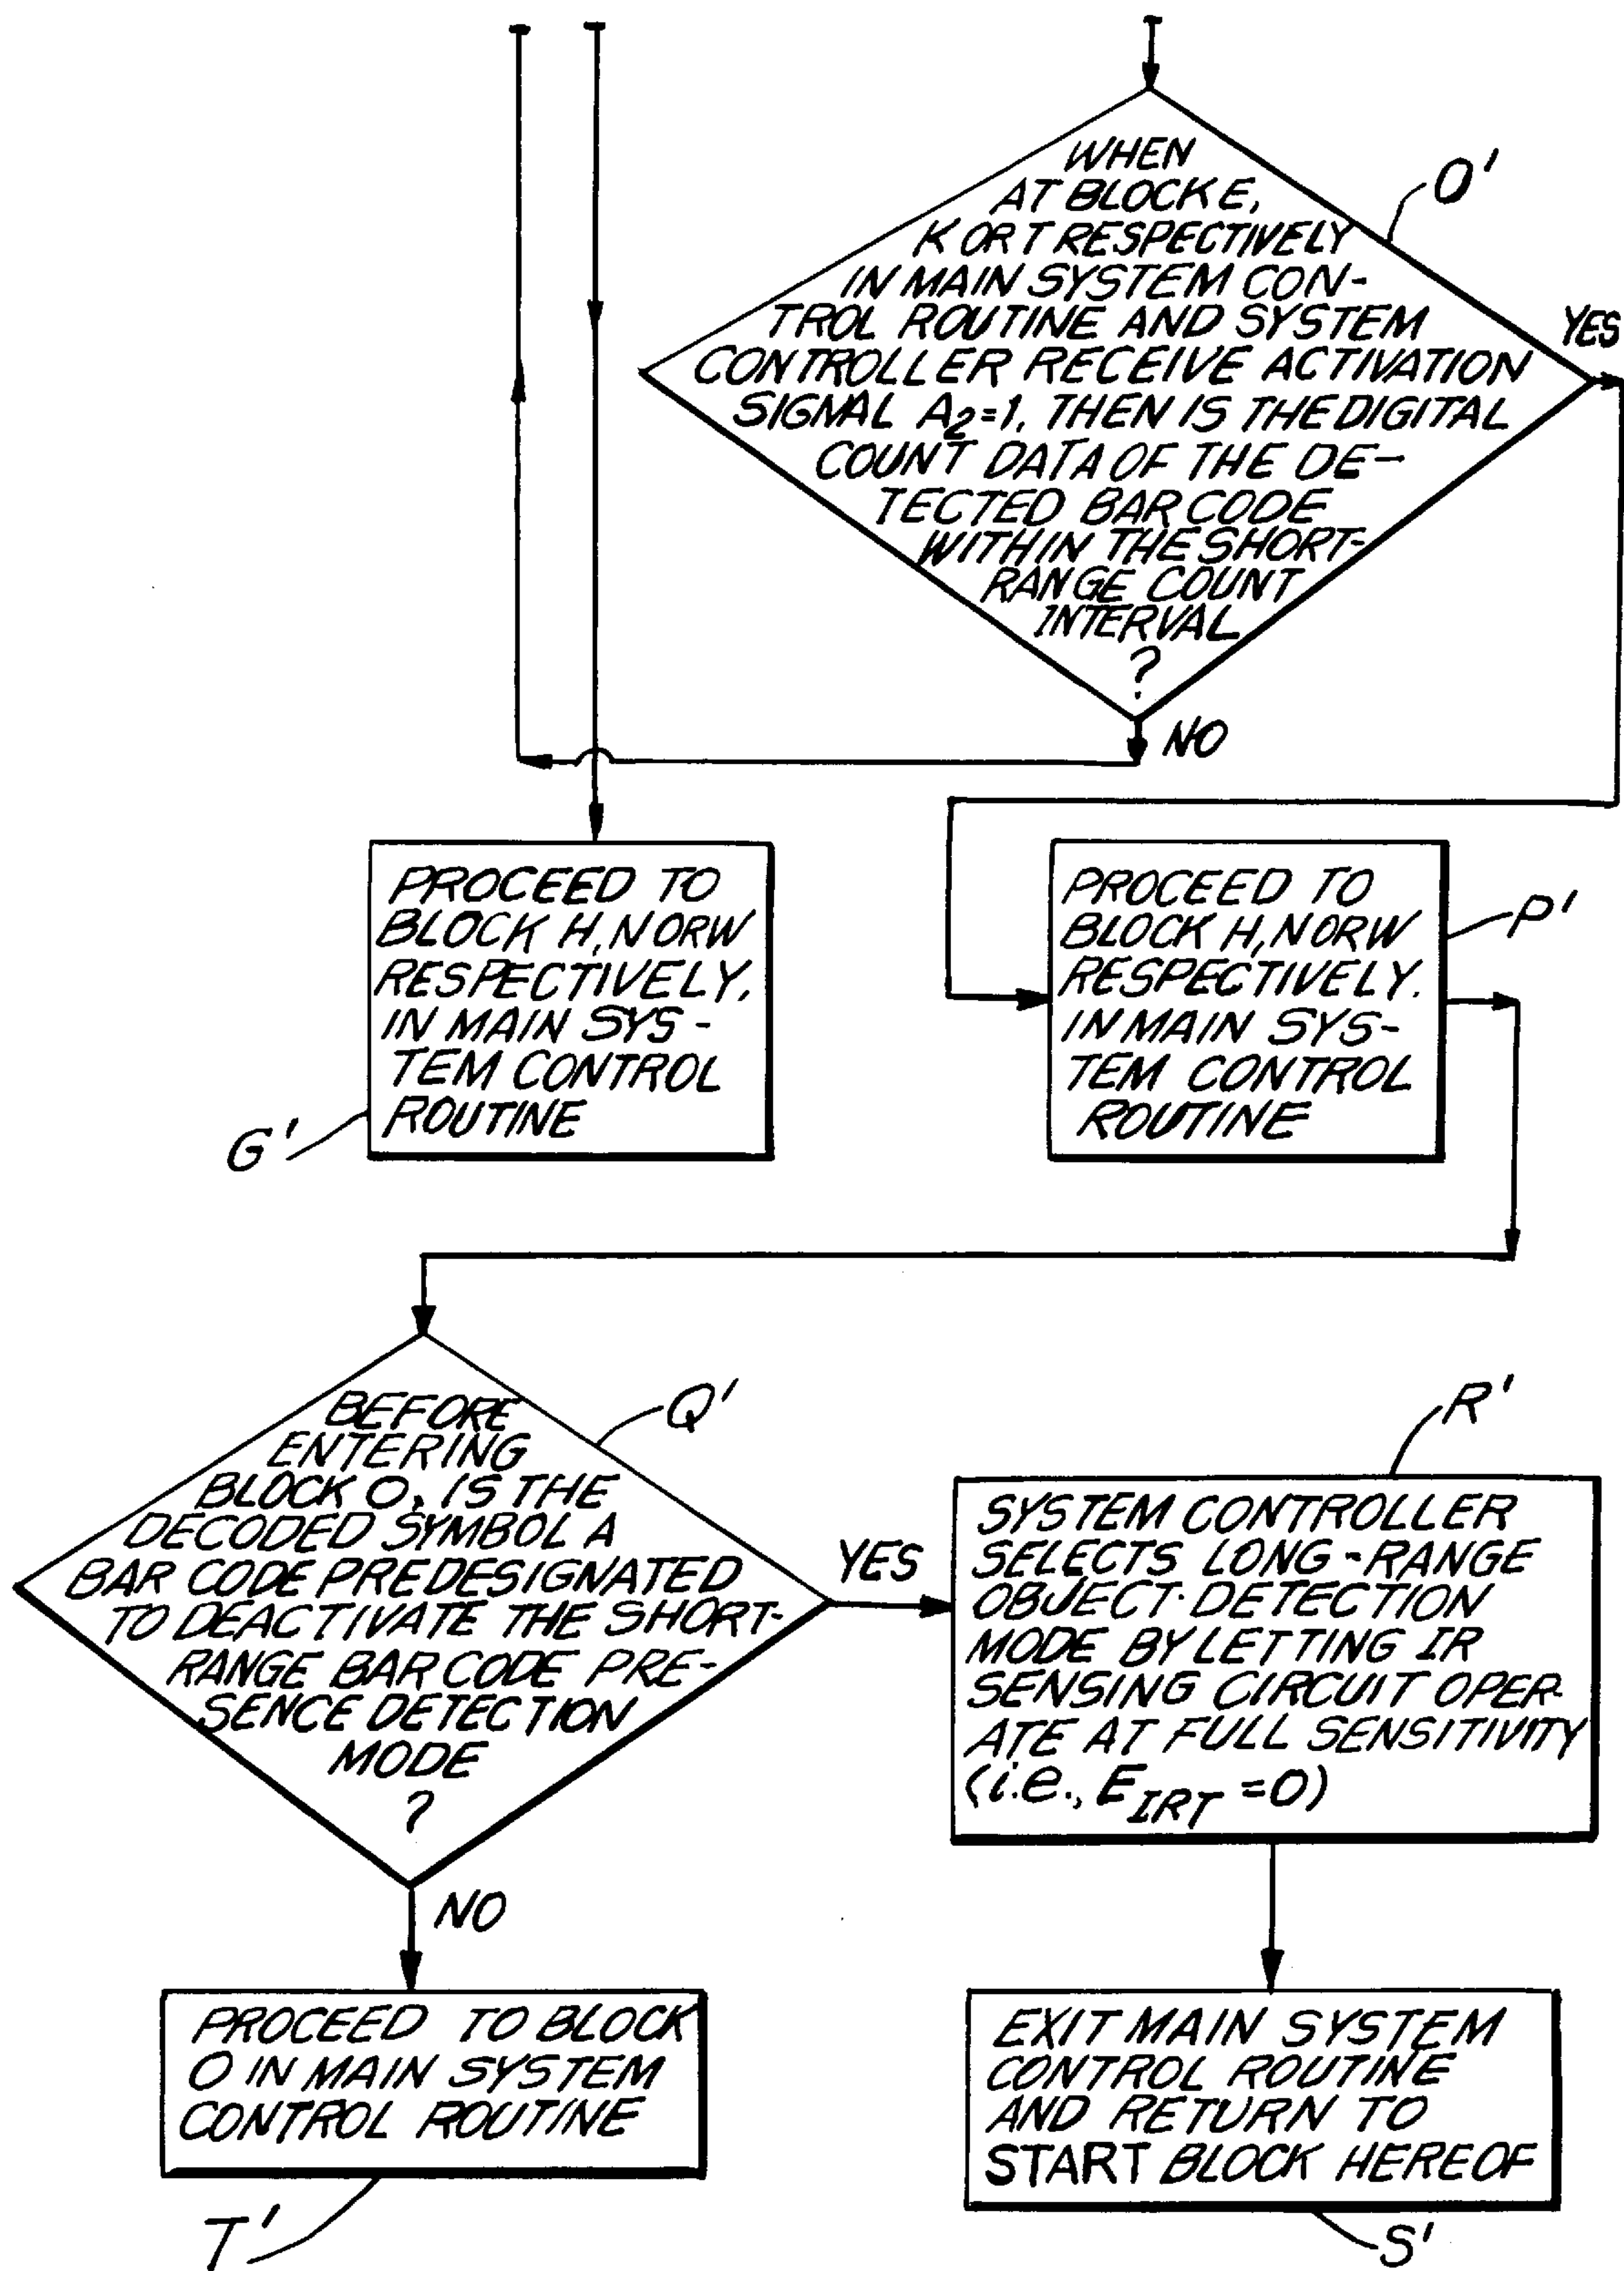 WHEN
AT BLOCK E,
K OR T RESPECTIVELY
IN MAIN SYSTEM CON-
TROL ROUTINE AND SYSTEM
CONTROLLER RECEIVE ACTIVATION
SIGNAL A2=1, THEN IS THE DIGITAL
COUNT DATA OF THE DE-
TECTED BAR CODE
WITHIN THE SHORT-
RANGE COUNT
INTERVAL
?
O'
YES
NO
PROCEED TO
BLOCK H, N OR W
RESPECTIVELY,
IN MAIN SYS-
TEM CONTROL
ROUTINE
G'
PROCEED TO
BLOCK H, N OR W
RESPECTIVELY.
IN MAIN SYS-
TEM CONTROL
ROUTINE
P'
BEFORE
ENTERING
BLOCK O, IS THE
DECODED SYMBOL A
BAR CODE PREDESIGNATED
TO DEACTIVATE THE SHORT-
RANGE BAR CODE PRE-
SENCE DETECTION
MODE
?
Q'
YES
NO
SYSTEM CONTROLLER
SELECTS LONG-RANGE
OBJECT-DETECTION
MODE BY LETTING IR
SENSING CIRCUIT OPER-
ATE AT FULL SENSITIVITY
(i.e., EIRT =0)
R'
PROCEED TO BLOCK
O IN MAIN SYSTEM
CONTROL ROUTINE
T'
EXIT MAIN SYSTEM
CONTROL ROUTINE
AND RETURN TO
START BLOCK HEREOF
S'